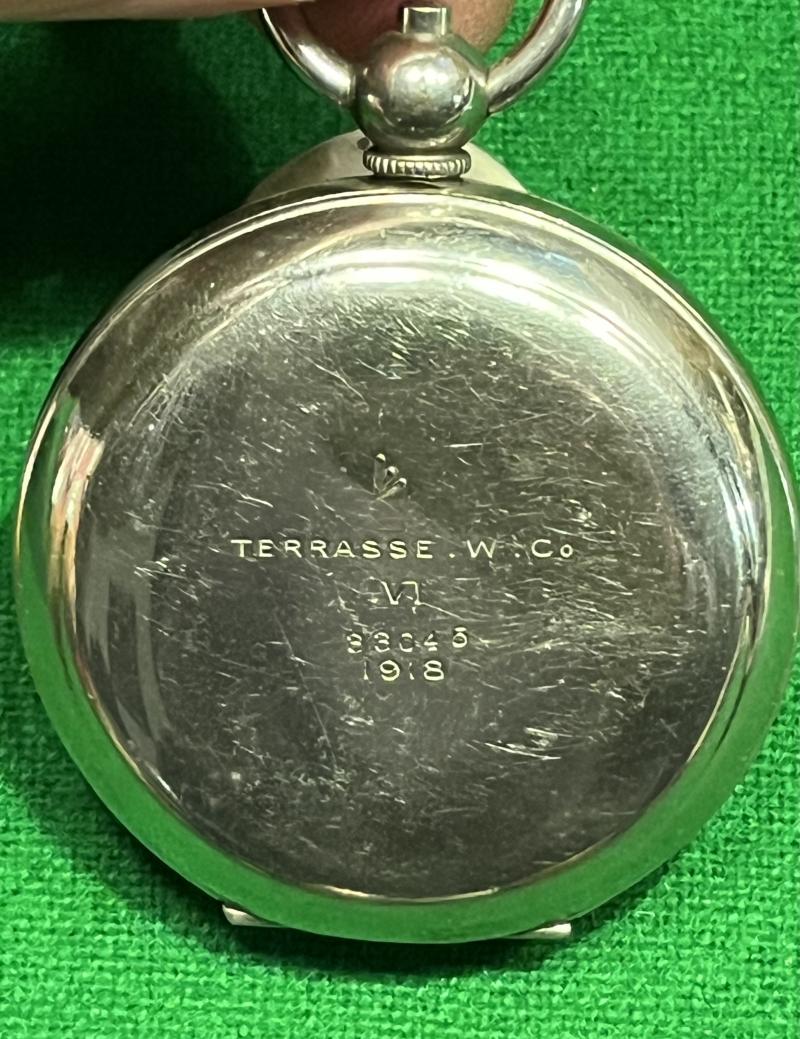 TERRASSE . W . Co
VI
1918